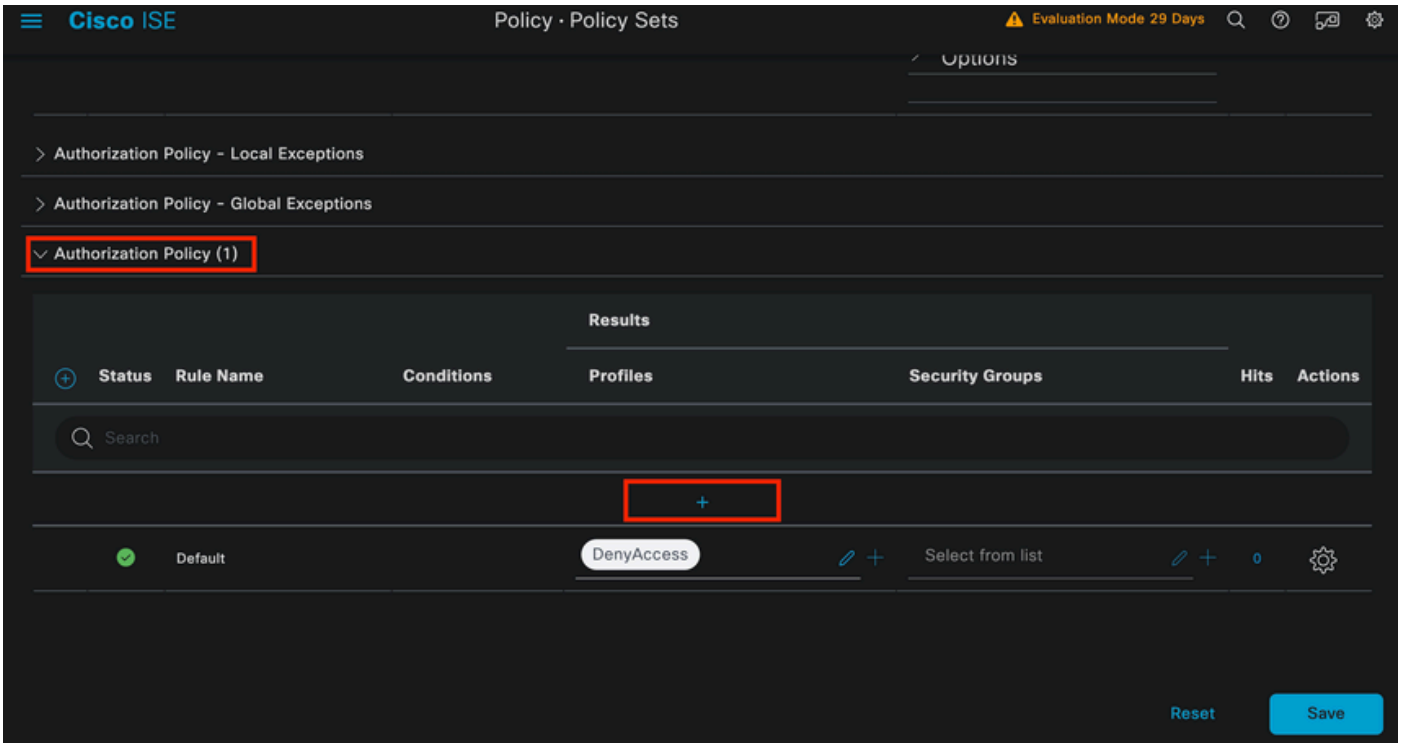 Cisco ISE Policy · Policy Sets Evaluation Mode 29 Days
Options
Authorization Policy - Local Exceptions
Authorization Policy - Global Exceptions
Authorization Policy (1)
Results
Status Rule Name Conditions Profiles Security Groups Hits Actions
Search
+
Default DenyAccess + Select from list + 0
Reset Save